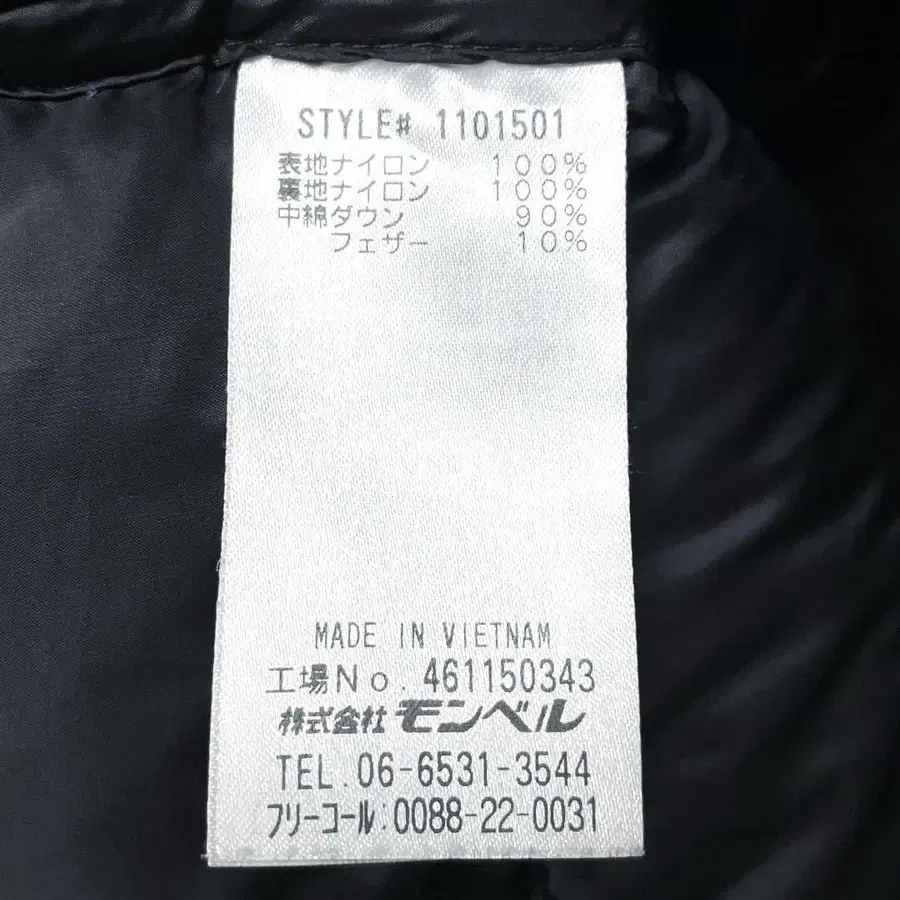 STYLE# 1101501
表地ナイロン 100%
裏地ナイロン 100%
中綿ダウン 90%
フェザー 10%
MADE IN VIETNAM
工場No. 461150343
株式会社 モンベル
TEL. 06-6531-3544
フリーコール:0088-22-0031